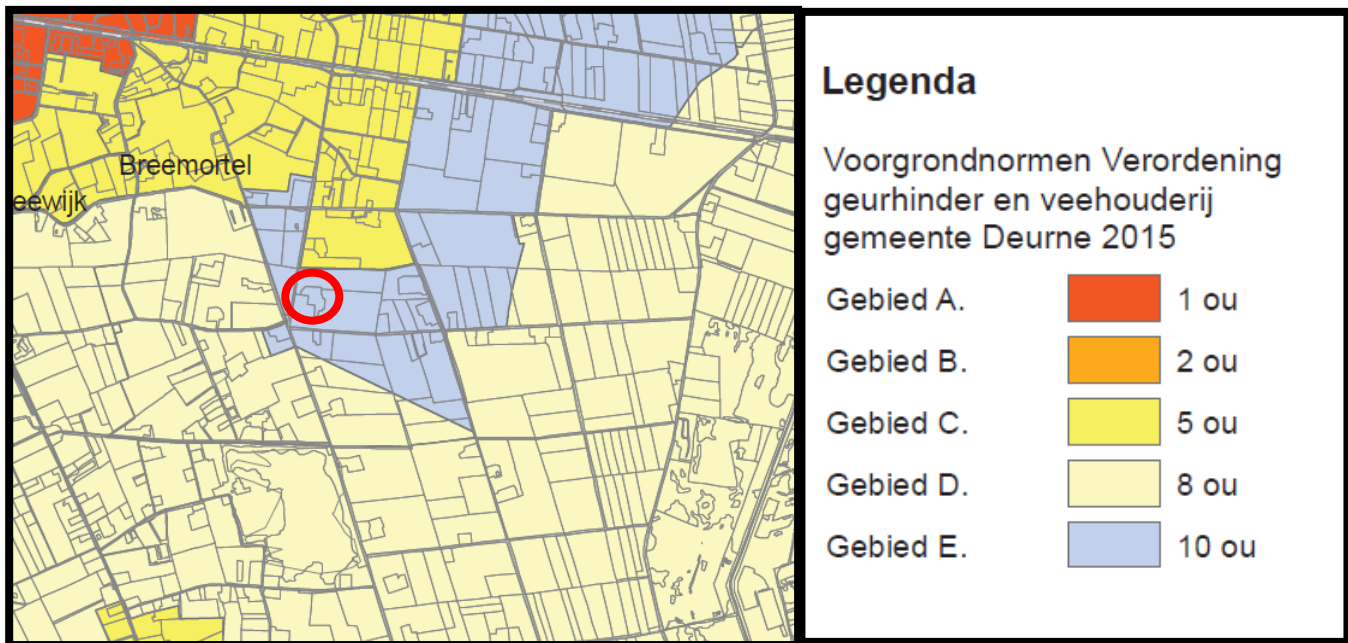 Breemortel
eewijk
Legenda
Voorgrondnormen Verordening
geurhinder en veehouderij
gemeente Deurne 2015
Gebied A. 1 ou
Gebied B. 2 ou
Gebied C. 5 ou
Gebied D. 8 ou
Gebied E. 10 ou